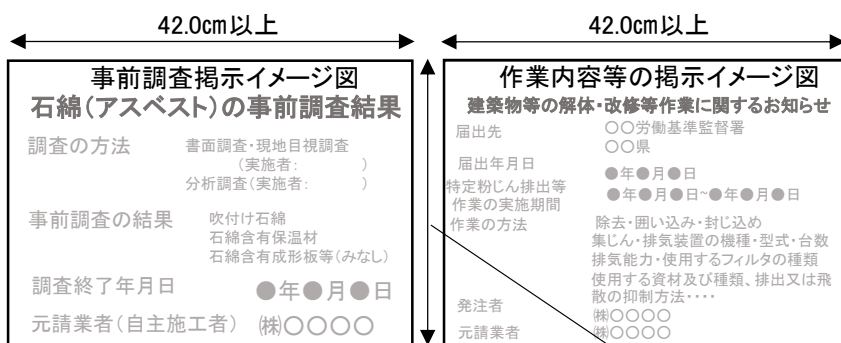 42.0cm以上
事前調査掲示イメージ図
石綿(アスベスト)の事前調査結果
調査の方法 書面調査・現地目視調査
(実施者: )
分析調査(実施者: )
事前調査の結果 吹付け石綿
石綿含有保温材
石綿含有成形板等(みなし)
調査終了年月日 ●年●月●日
元請業者(自主施工者) ㈱〇〇〇〇
42.0cm以上
作業内容等の掲示イメージ図
建築物等の解体・改修等作業に関するお知らせ
届出先 〇〇労働基準監督署
〇〇県
届出年月日 ●年●月●日
特定粉じん排出等 ●年●月●日~●年●月●日
作業の実施期間
作業の方法 除去・囲い込み・封じ込め
集じん・排気装置の機種・型式・台数
排気能力・使用するフィルタの種類
使用する資材及び種類、排出又は飛
散の抑制方法・・・・
発注者 ㈱〇〇〇〇
元請業者 ㈱〇〇〇〇